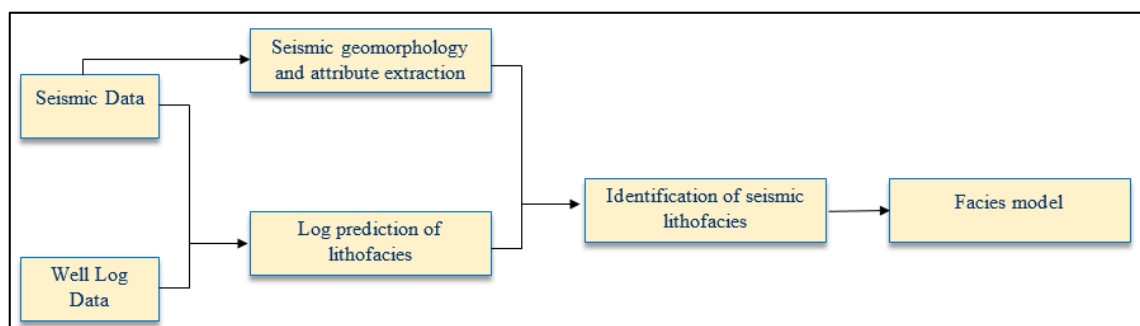 Seismic geomorphology
and attribute extraction
Seismic Data
Log prediction of
lithofacies
Well Log
Data
Identification of seismic
lithofacies
Facies model